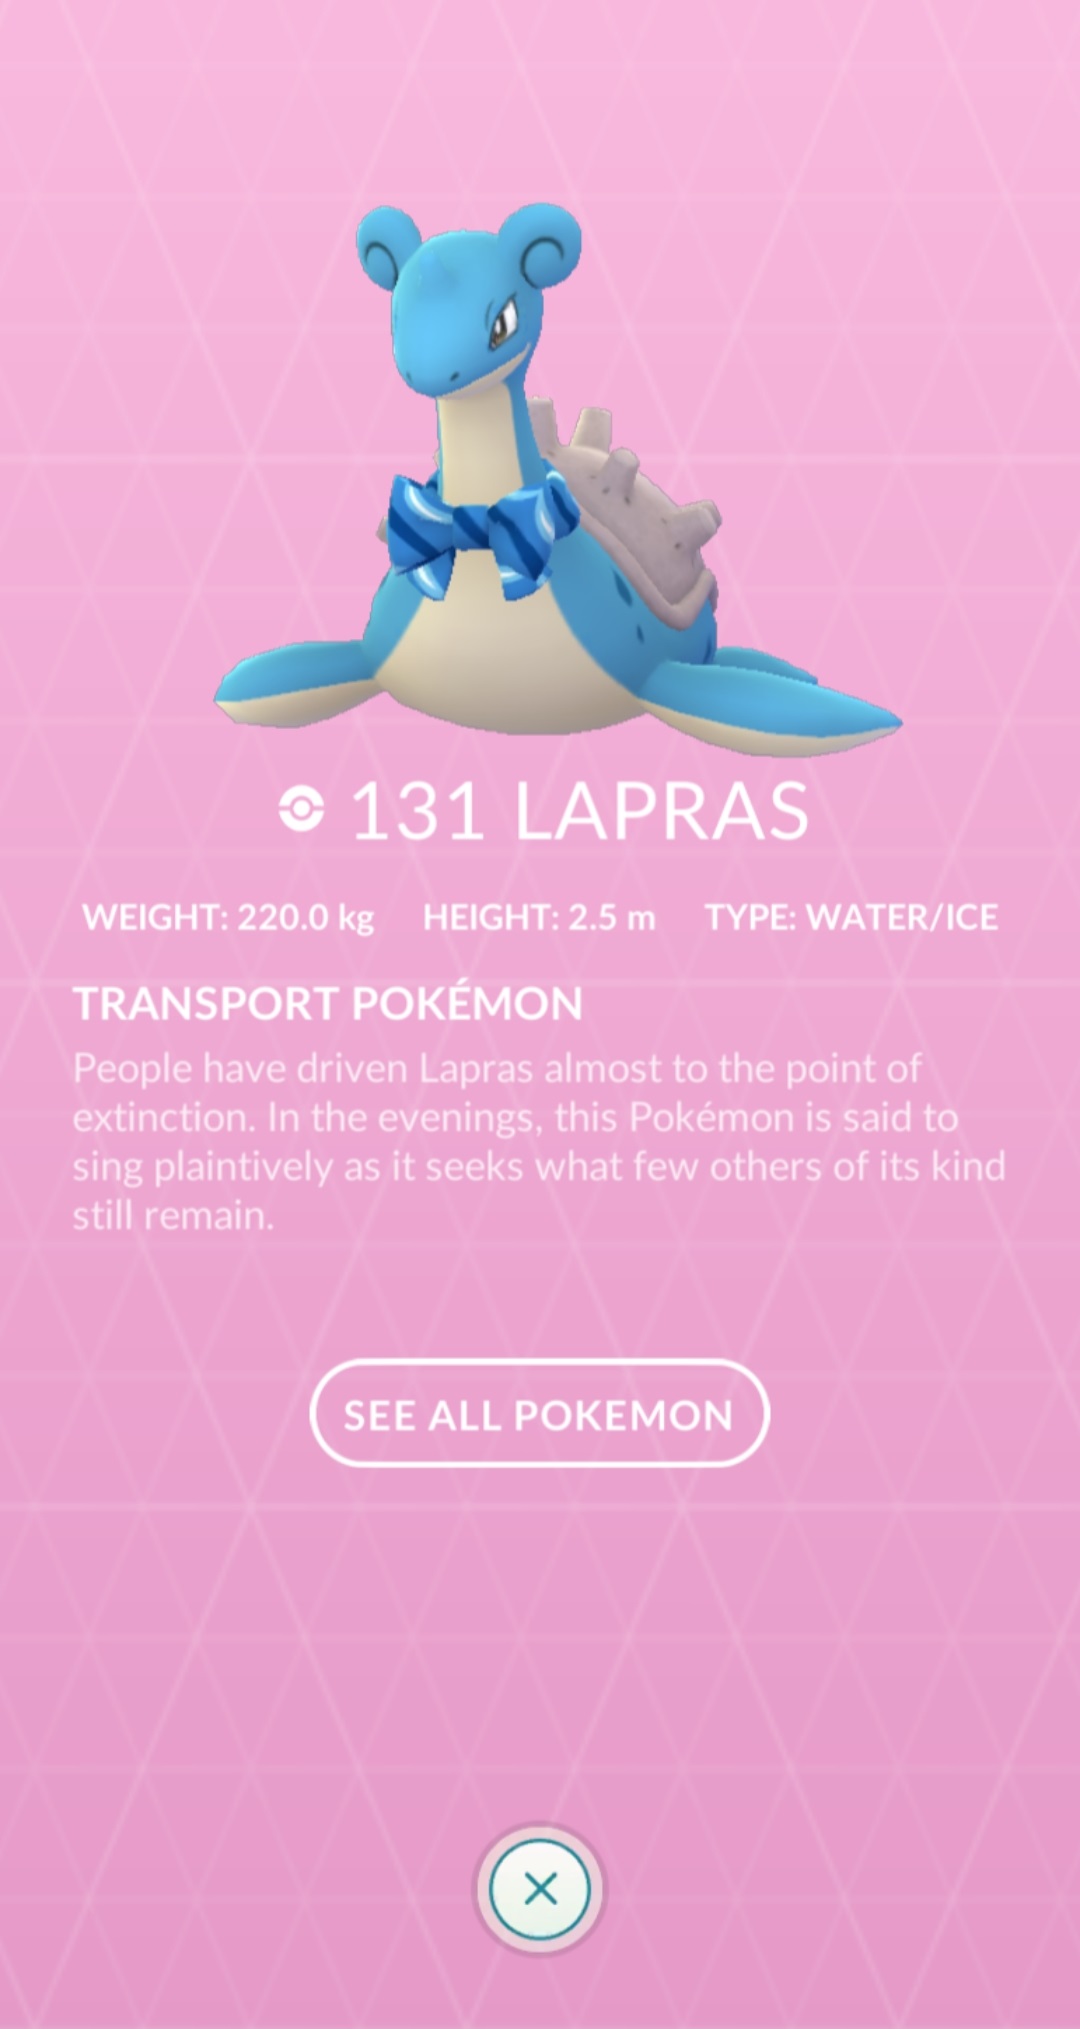 131 LAPRAS
WEIGHT: 220.0 kg HEIGHT: 2.5 m TYPE: WATER/ICE
TRANSPORT POKÉMON
People have driven Lapras almost to the point of
extinction. In the evenings, this Pokémon is said to
sing plaintively as it seeks what few others of its kind
still remain.
SEE ALL POKEMON